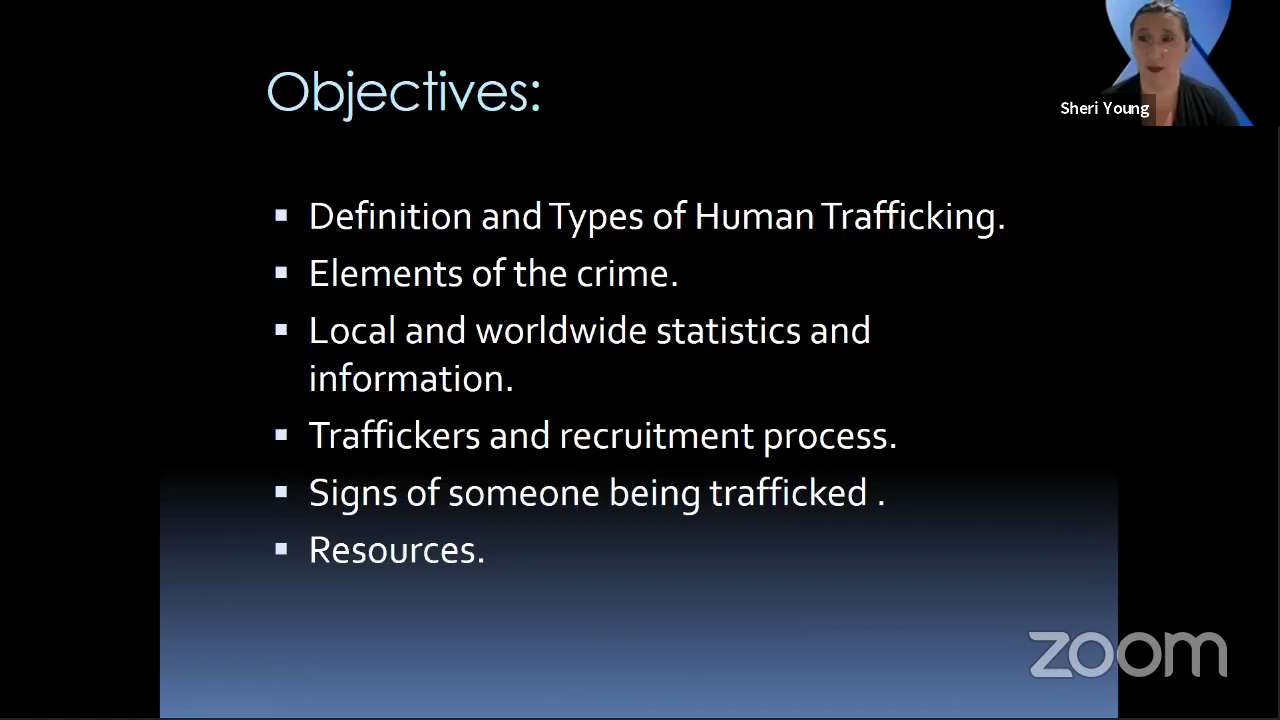 Objectives:
Sheri Young
▪ Definition and Types of Human Trafficking.
▪ Elements of the crime.
▪ Local and worldwide statistics and
information.
▪ Traffickers and recruitment process.
▪ Signs of someone being trafficked .
▪ Resources.
zoom